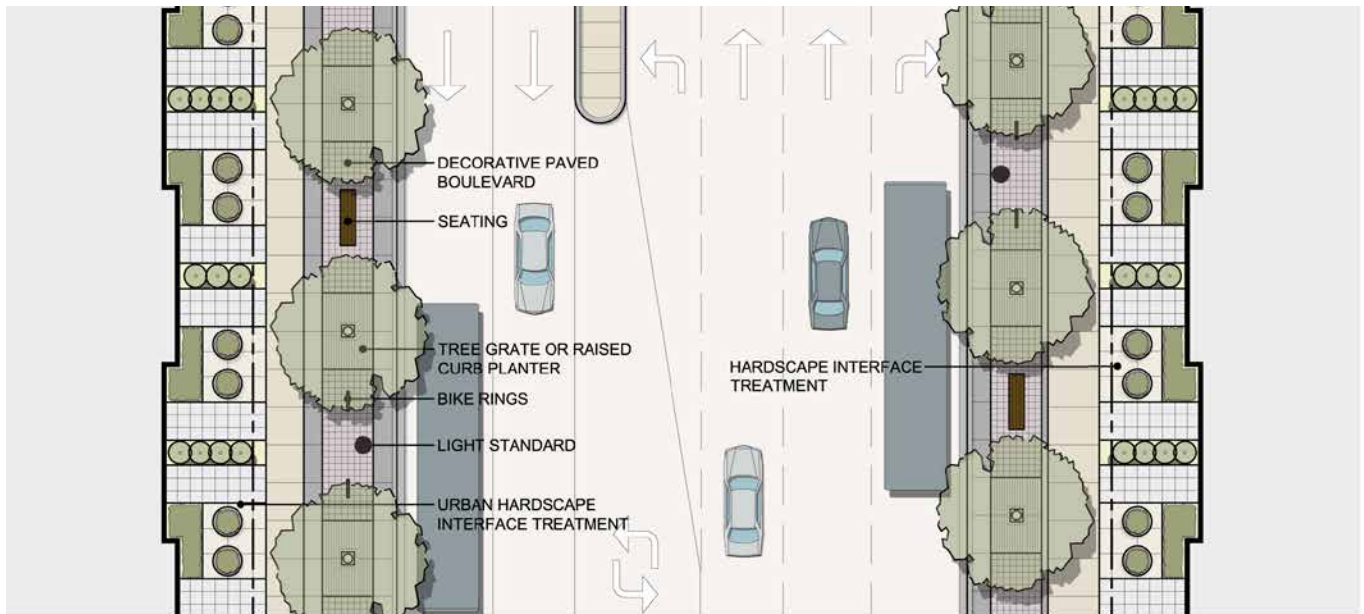 DECORATIVE PAVED
BOULEVARD
SEATING
TREE GRATE OR RAISED
CURB PLANTER
BIKE RINGS
LIGHT STANDARD
URBAN HARDSCAPE
INTERFACE TREATMENT
HARDSCAPE INTERFACE
TREATMENT